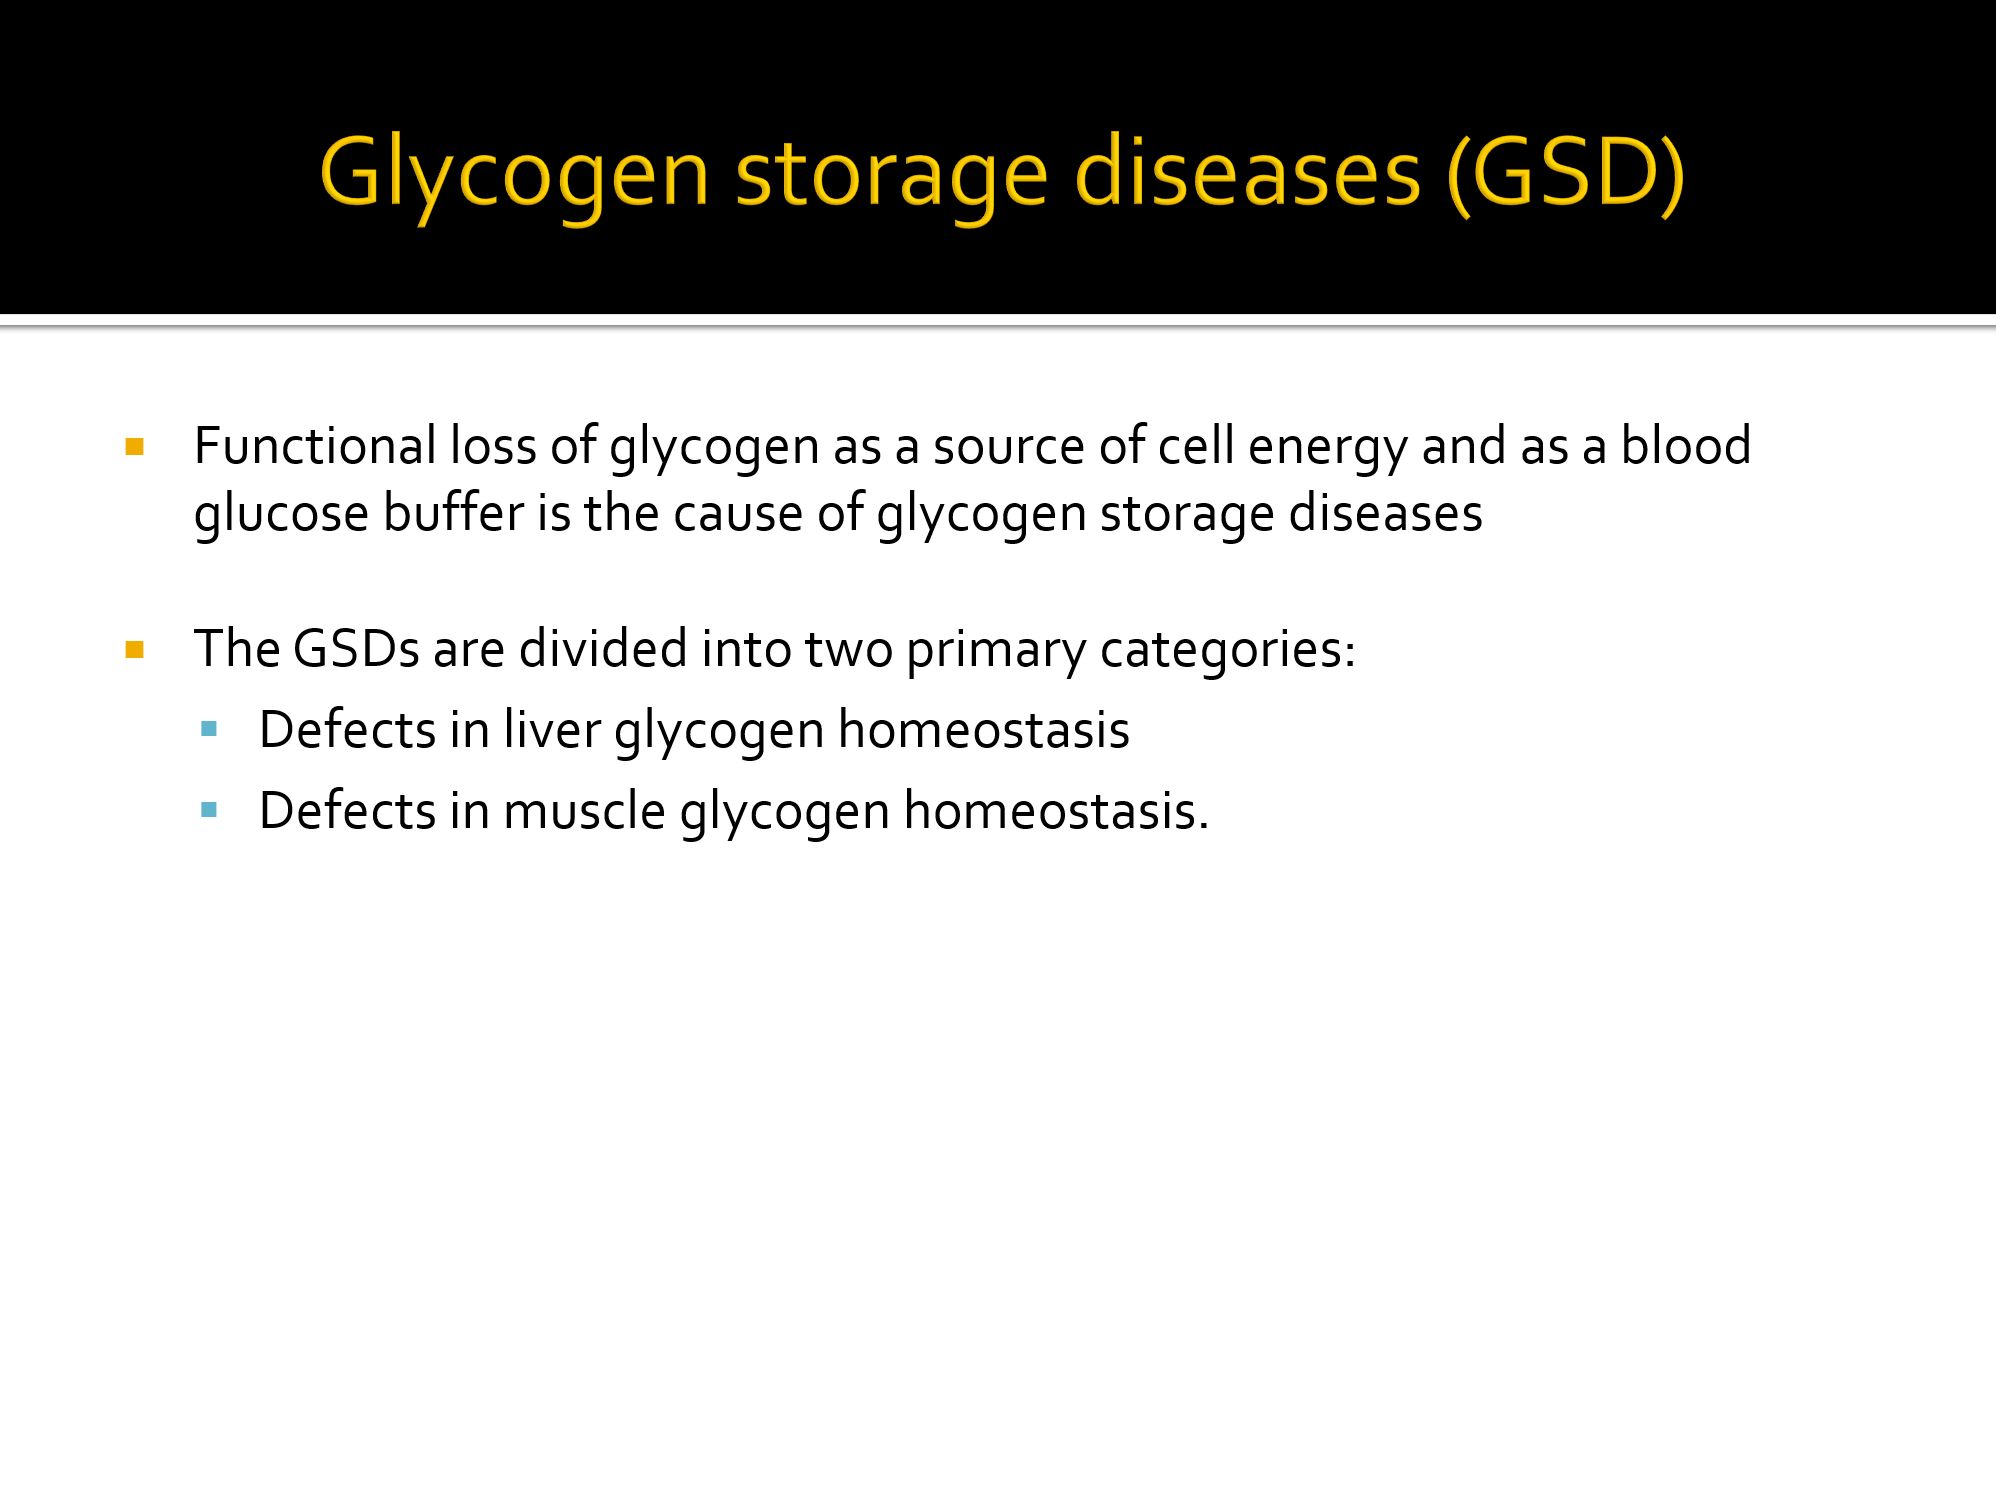 Glycogen storage diseases (GSD)
Functional loss of glycogen as a source of cell energy and as a blood
glucose buffer is the cause of glycogen storage diseases
The GSDs are divided into two primary categories:
Defects in liver glycogen homeostasis
Defects in muscle glycogen homeostasis.